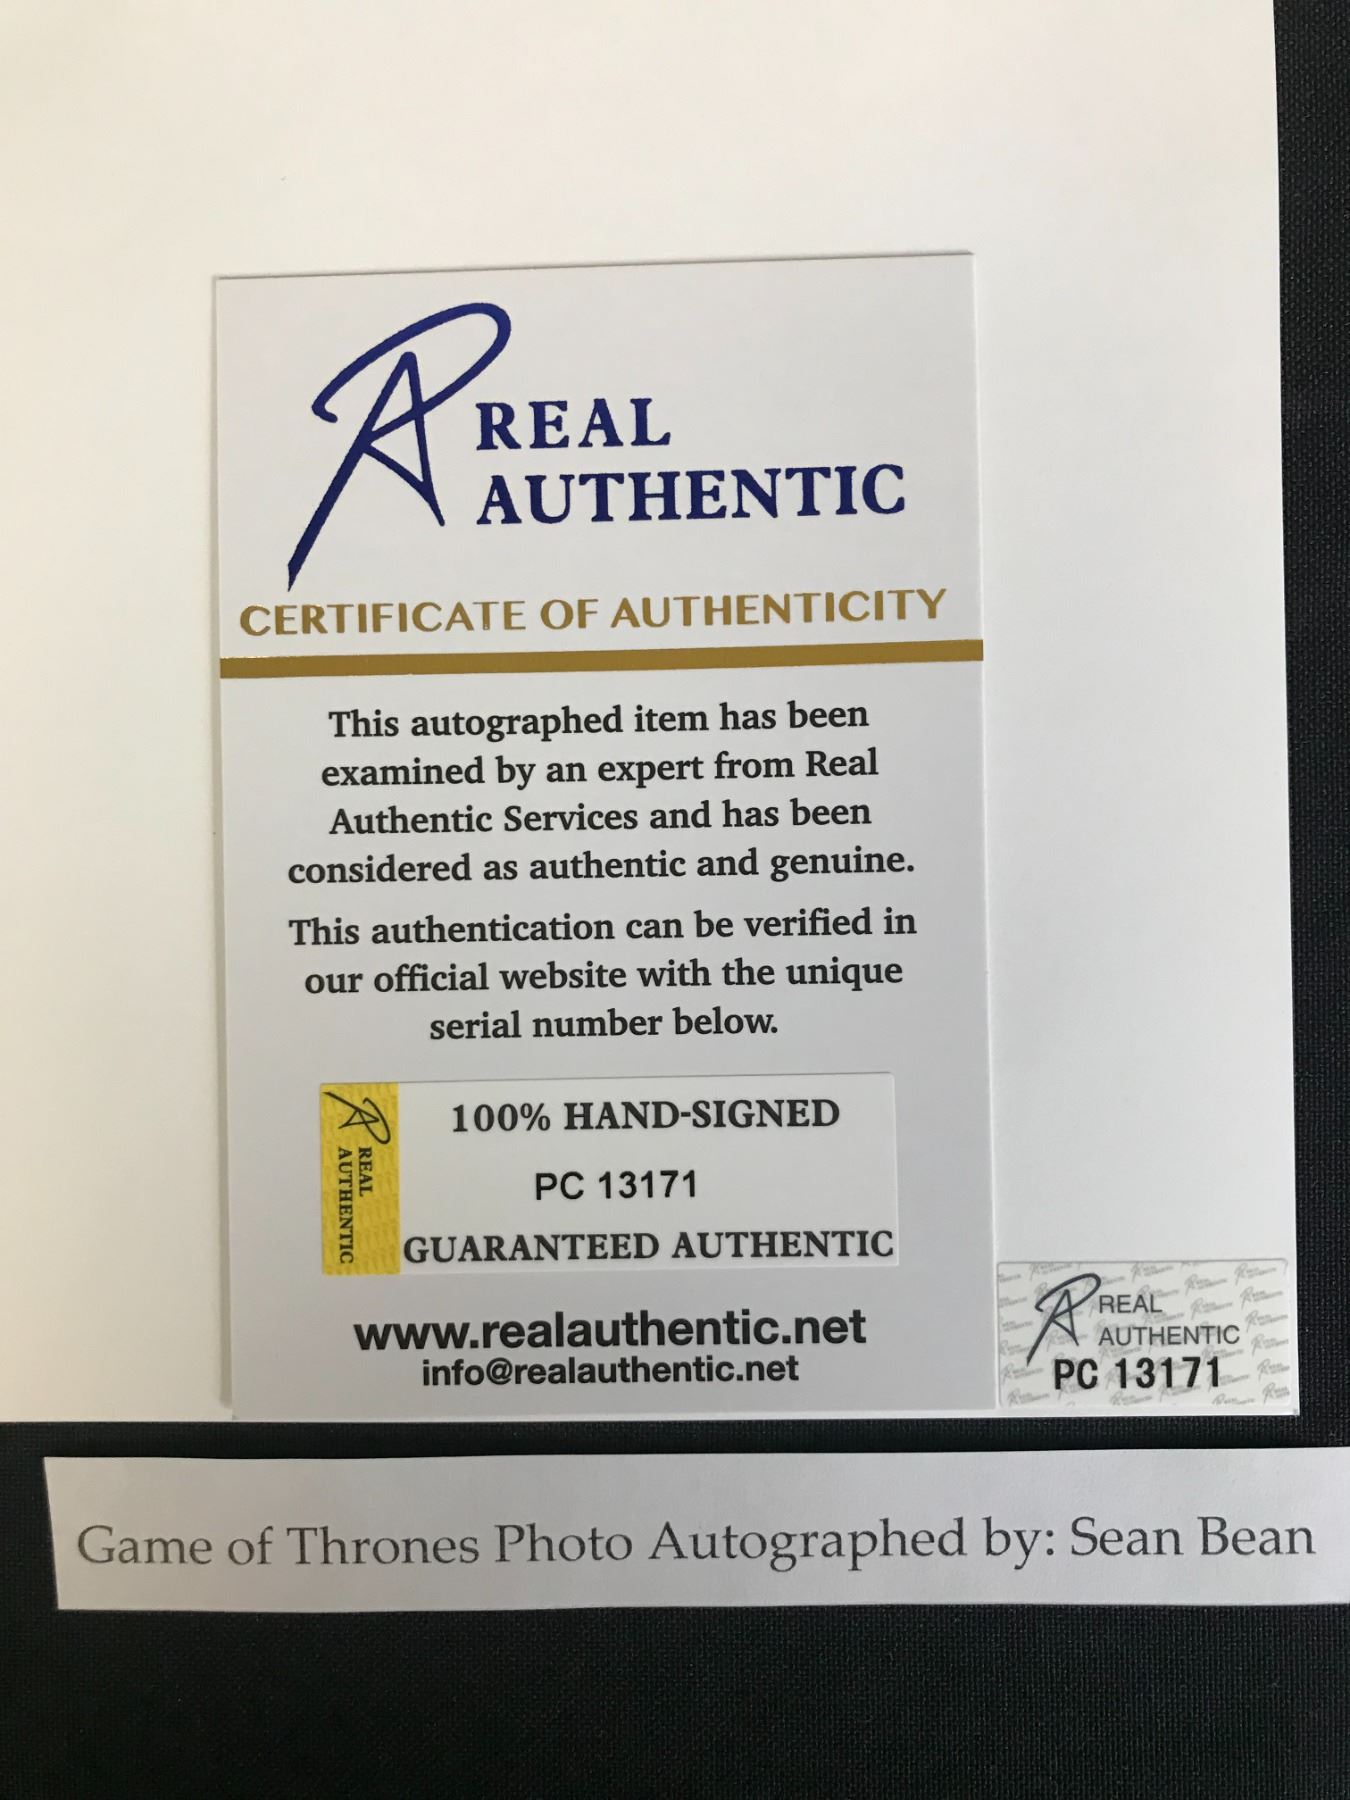 REAL
AUTHENTIC
CERTIFICATE OF AUTHENTICITY
This autographed item has been
examined by an expert from Real
Authentic Services and has been
considered as authentic and genuine.
This authentication can be verified in
our official website with the unique
serial number below.
REAL
AUTHENTIC
100% HAND-SIGNED
PC 13171
GUARANTEED AUTHENTIC
www.realauthentic.net
info@realauthentic.net
REAL
AUTHENTIC
PC 13171
Game of Thrones Photo Autographed by: Sean Bean